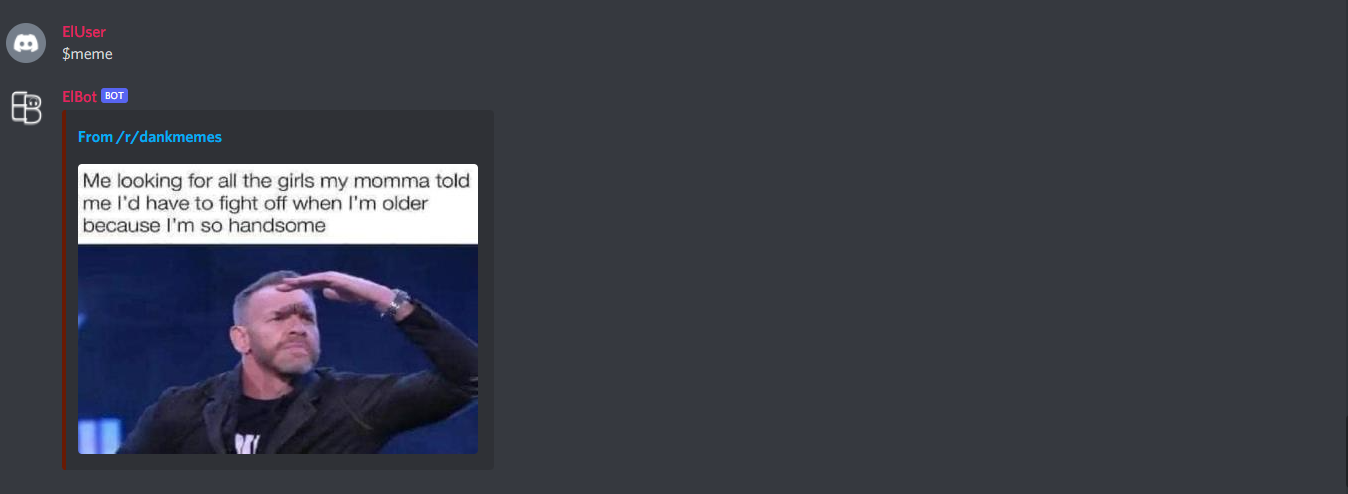 ElUser
$meme
ElBot BOT
From /r/dankmemes
Me looking for all the girls my momma told
me I'd have to fight off when I'm older
because I'm so handsome